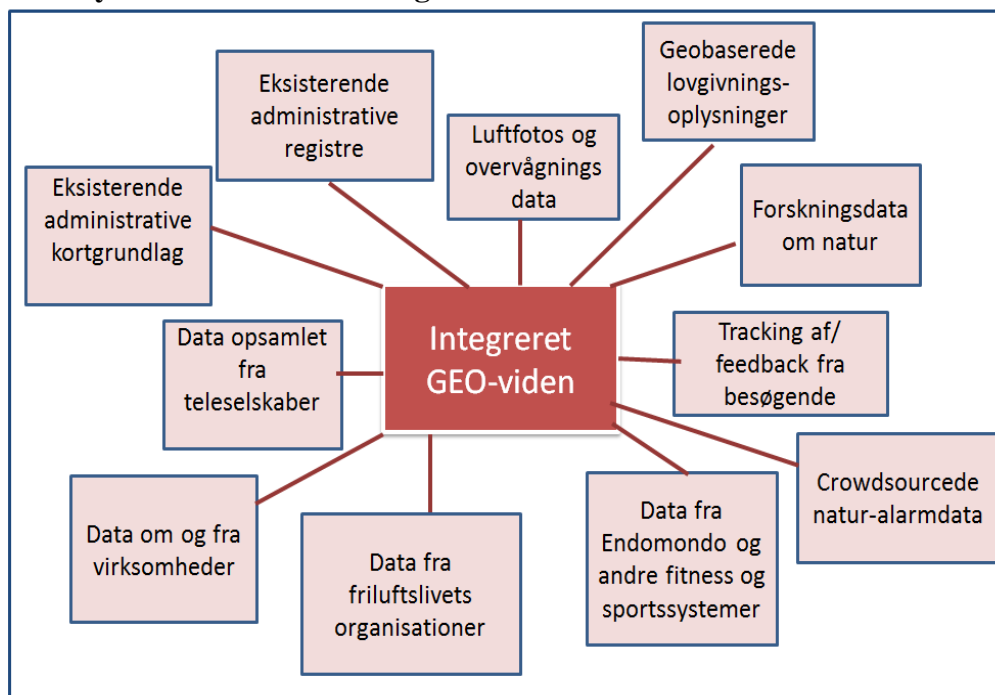 Eksisterende
administrative
registre
Geobaserede
lovgivnings-
oplysninger
Luftfotos og
overvågnings
data
Eksisterende
administrative
kortgrundlag
Forskningsdata
om natur
Integreret
GEO-viden
Data opsamlet
fra
teleselskaber
Tracking af/
feedback fra
besøgende
Crowdsourcede
natur-alarmdata
Data om og fra
virksomheder
Data fra
friluftslivets
organisationer
Data fra
Endomondo og
andre fitness og
sportssystemer